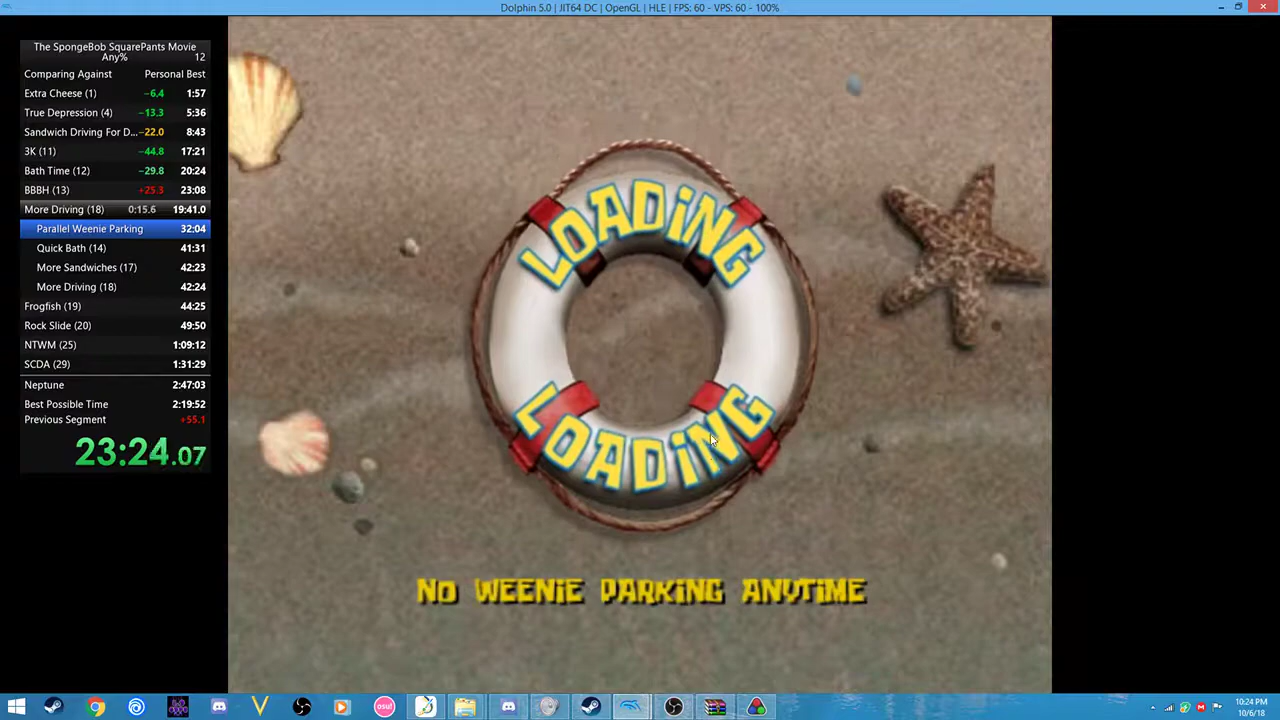 Dolphin 5.0 | JIT64 DC | OpenGL | HLE | FPS: 60 - VPS: 60 - 100%
The SpongeBob SquarePants Movie
Any% 12
Comparing Against Personal Best
Extra Cheese (1) −6.4 1:57
True Depression (4) −13.3 5:36
Sandwich Driving For D... −22.0 8:43
3K (11) −44.8 17:21
Bath Time (12) −29.8 20:24
BBBH (13) +25.3 23:08
More Driving (18) 0:15.6 19:41.0
Parallel Weenie Parking 32:04
Quick Bath (14) 41:31
More Sandwiches (17) 42:23
More Driving (18) 42:24
Frogfish (19) 44:25
Rock Slide (20) 49:50
NTWM (25) 1:09:12
SCDA (29) 1:31:29
Neptune 2:47:03
Best Possible Time 2:19:52
Previous Segment +55.1
23:24.07
LOADING
LOADING
NO WEENIE PARKING ANYTIME
osu!
10:24 PM
10/6/18